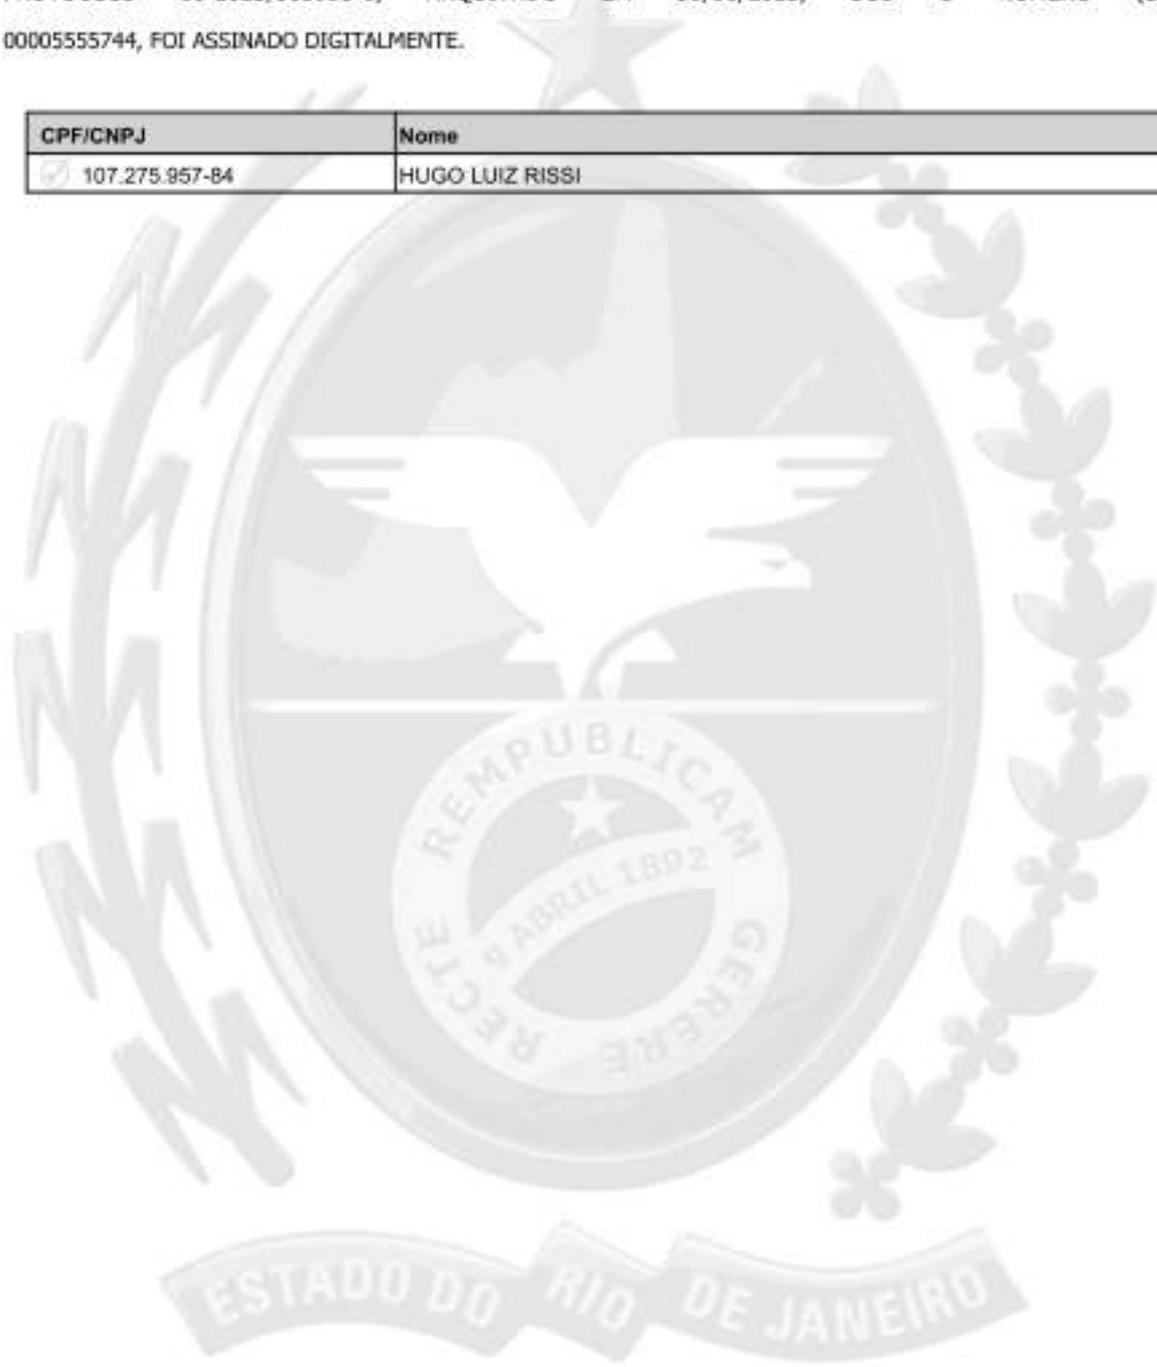 00005555744, FOI ASSINADO DIGITALMENTE.
CPF/CNPJ Nome
107.275.957-84 HUGO LUIZ RISSI
RECTE REMPUBLICAM GERERE
9 ABRIL 1892
ESTADO DO RIO DE JANEIRO